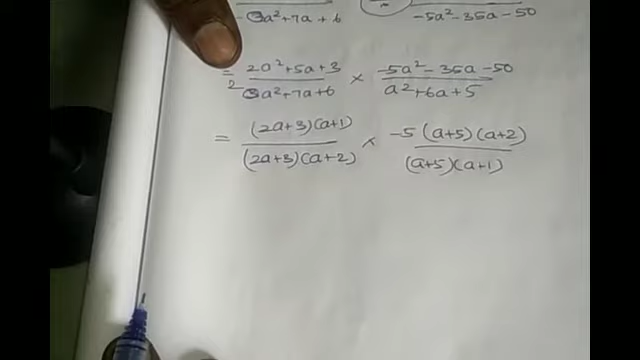 a²+7a+6 -5a²-35a-50
= 2a²+5a+3 / 2a²+7a+6 × -5a²-35a-50 / a²+6a+5
= (2a+3)(a+1) / (2a+3)(a+2) × -5(a+5)(a+2) / (a+5)(a+1)